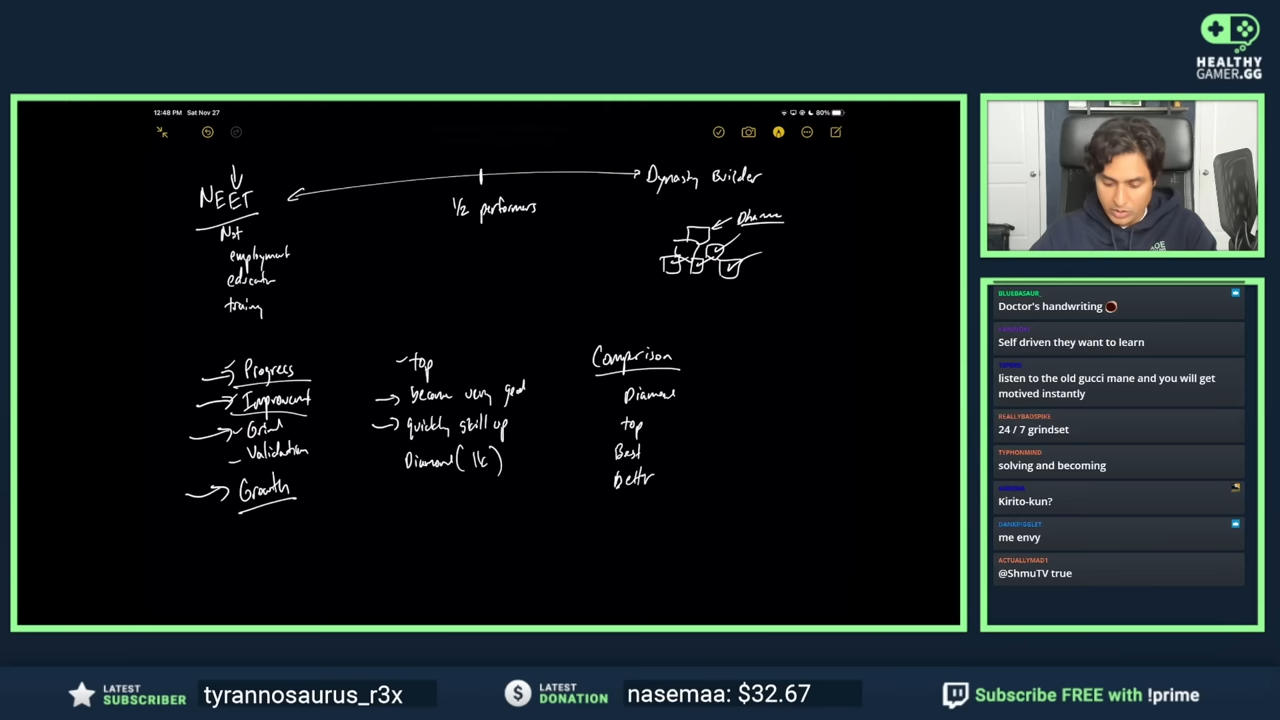 HEALTHY
GAMER.GG
12:48 PM Sat Nov 27
80%
NEET
Not
employment
education
training
1/2 performers
Dynasty Builder
Dharma
Progress
Improvement
Grind
Validation
Growth
top
become very good
quickly skill up
Diamond (1k)
Comparison
Diamond
top
Best
better
BLUEBASAUR_
Doctor's handwriting
Self driven they want to learn
listen to the old gucci mane and you will get
motived instantly
REALLYBADSPIKE
24 / 7 grindset
TYPHONMIND
solving and becoming
Kirito-kun?
DANKP1GGLET
me envy
ACTUALLYMAD1
@ShmuTV true
LATEST
SUBSCRIBER
tyrannosaurus_r3x
$
LATEST
DONATION
nasemaa: $32.67
Subscribe FREE with !prime